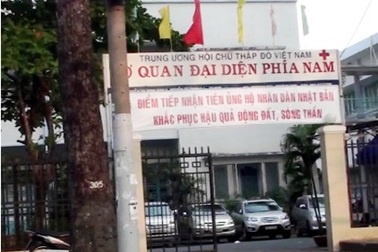 TRUNG ƯƠNG HỘI CHỮ THẬP ĐỎ VIỆT NAM
QUAN ĐẠI DIỆN PHÍA NAM
ĐIỂM TIẾP NHẬN TIỀN ỦNG HỘ NHÂN DÂN NHẬT BẢN
KHẮC PHỤC HẬU QUẢ ĐỘNG ĐẤT, SÓNG THẦN
305